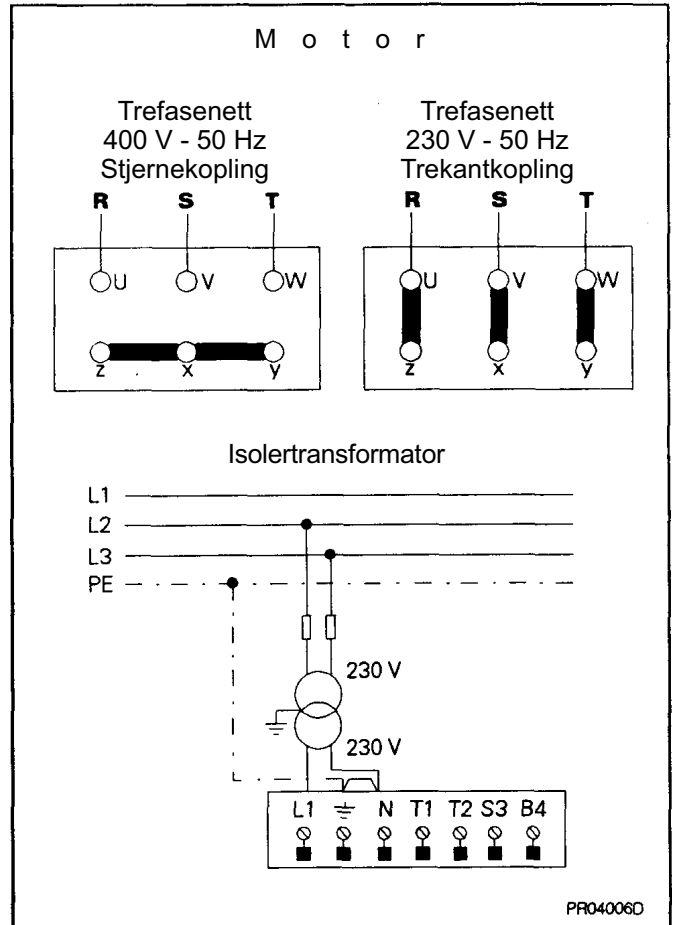 M o t o r
Trefasenett
400 V - 50 Hz
Stjernekopling
R S T
U V W
z x y
Trefasenett
230 V - 50 Hz
Trekantkopling
R S T
U V W
z x y
Isolertransformator
L1
L2
L3
PE
230 V
230 V
L1 N T1 T2 S3 B4
PR04006D